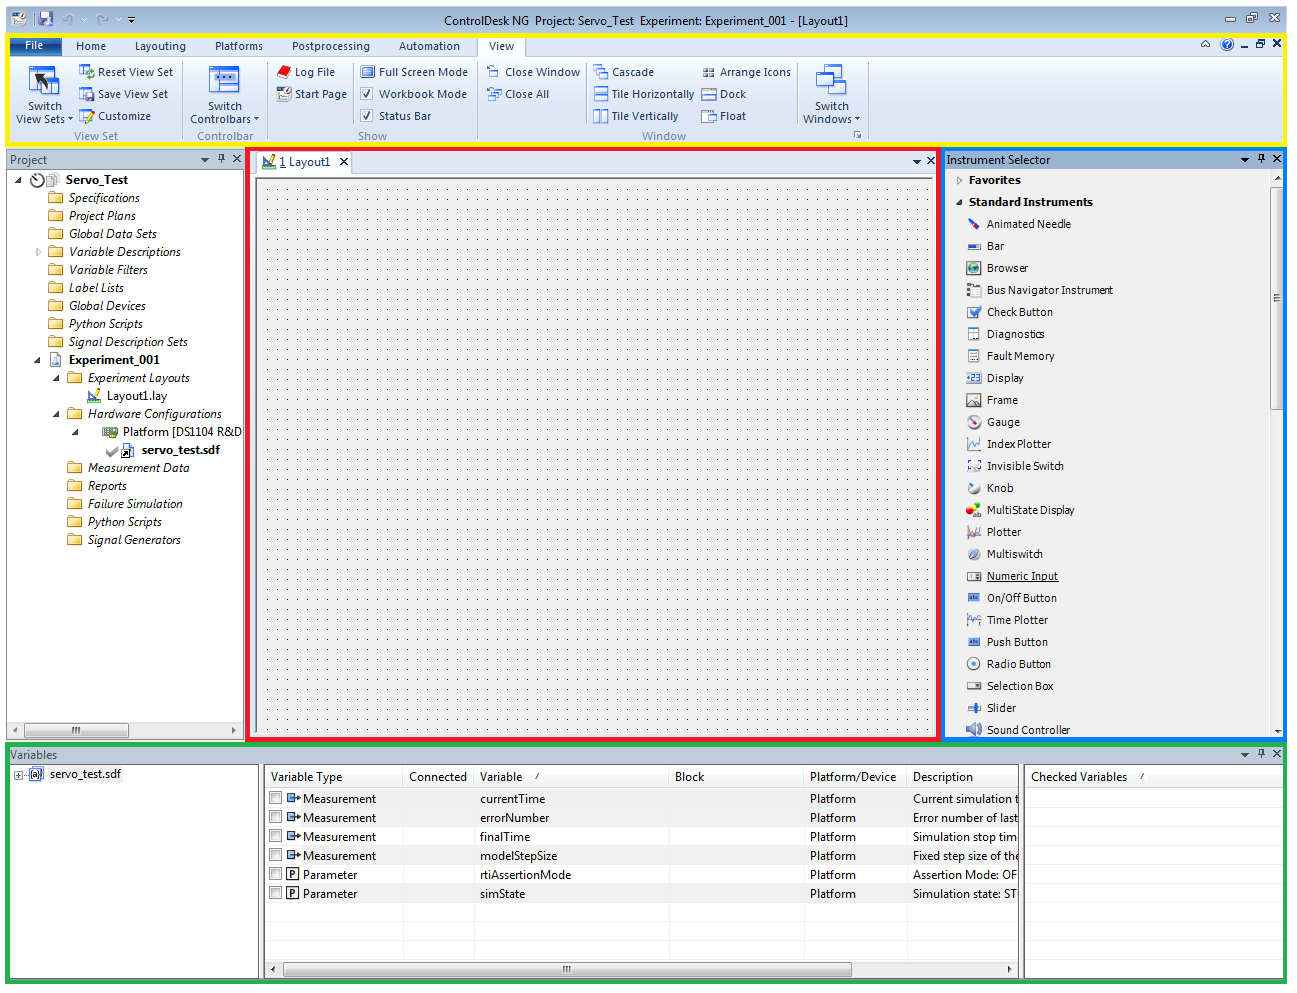 ControlDesk NG  Project: Servo_Test  Experiment: Experiment_001 - [Layout1]
File Home Layouting Platforms Postprocessing Automation View
Reset View Set
Save View Set
Customize
Switch
View Sets
View Set
Switch
Controlbars
Controlbar
Log File
Start Page
Full Screen Mode
Workbook Mode
Status Bar
Show
Close Window
Close All
Cascade
Tile Horizontally
Tile Vertically
Arrange Icons
Dock
Float
Window
Switch
Windows
Project
Servo_Test
Specifications
Project Plans
Global Data Sets
Variable Descriptions
Variable Filters
Label Lists
Global Devices
Python Scripts
Signal Description Sets
Experiment_001
Experiment Layouts
Layout1.lay
Hardware Configurations
Platform [DS1104 R&D
servo_test.sdf
Measurement Data
Reports
Failure Simulation
Python Scripts
Signal Generators
1 Layout1
Instrument Selector
Favorites
Standard Instruments
Animated Needle
Bar
Browser
Bus Navigator Instrument
Check Button
Diagnostics
Fault Memory
Display
Frame
Gauge
Index Plotter
Invisible Switch
Knob
MultiState Display
Plotter
Multiswitch
Numeric Input
On/Off Button
Time Plotter
Push Button
Radio Button
Selection Box
Slider
Sound Controller
Variables
servo_test.sdf
Variable Type Connected Variable Block Platform/Device Description
Measurement currentTime Platform Current simulation t
Measurement errorNumber Platform Error number of last
Measurement finalTime Platform Simulation stop tim
Measurement modelStepSize Platform Fixed step size of the
P Parameter rtiAssertionMode Platform Assertion Mode: OF
P Parameter simState Platform Simulation state: ST
Checked Variables